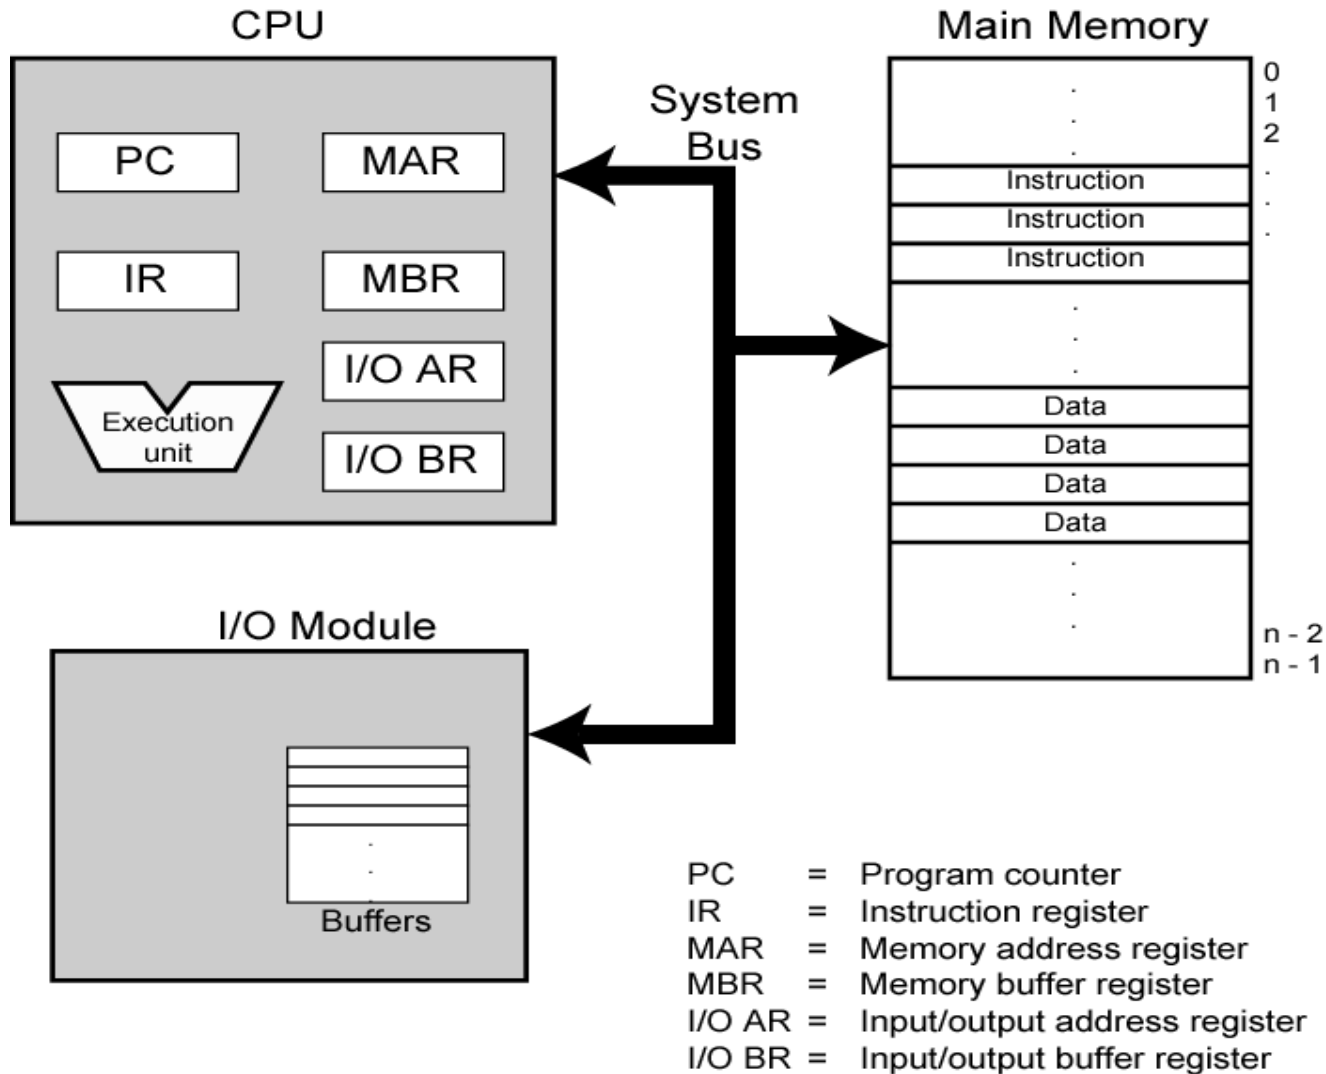 CPU
PC
MAR
IR
MBR
I/O AR
I/O BR
Execution
unit
System
Bus
Main Memory
0
1
2
.
.
.
.
.
.
Instruction
Instruction
Instruction
.
.
.
Data
Data
Data
Data
.
.
.
n - 2
n - 1
I/O Module
.
.
.
Buffers
PC = Program counter
IR = Instruction register
MAR = Memory address register
MBR = Memory buffer register
I/O AR = Input/output address register
I/O BR = Input/output buffer register